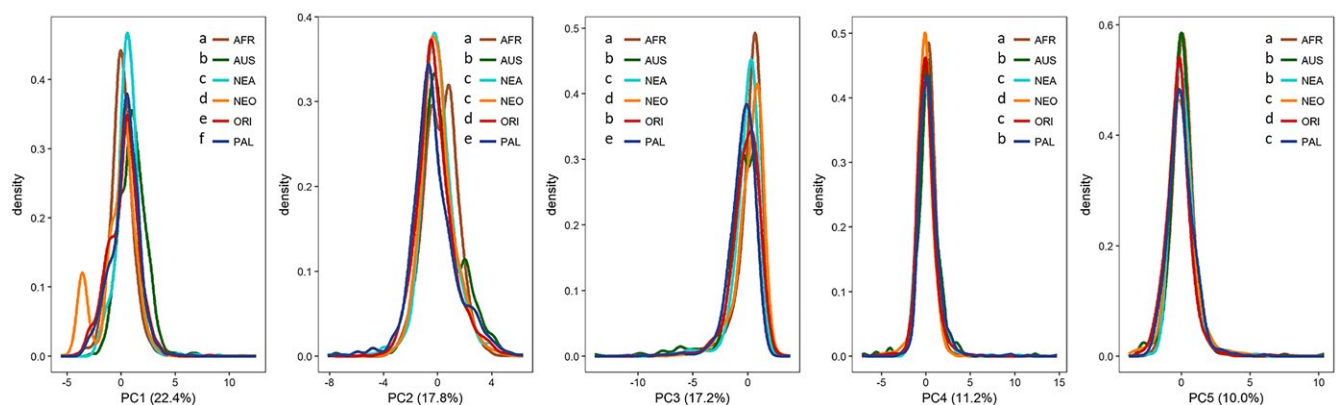 0.4
0.3
0.2
0.1
0.0
density
a AFR
b AUS
c NEA
d NEO
e ORI
f PAL
-5 0 5 10
PC1 (22.4%)
0.4
0.3
0.2
0.1
0.0
density
a AFR
b AUS
c NEA
c NEO
d ORI
e PAL
-8 -4 0 4
PC2 (17.8%)
0.5
0.4
0.3
0.2
0.1
0.0
density
a AFR
b AUS
c NEA
d NEO
b ORI
e PAL
-10 -5 0
PC3 (17.2%)
0.5
0.4
0.3
0.2
0.1
0.0
density
a AFR
b AUS
b NEA
c NEO
c ORI
b PAL
-5 0 5 10 15
PC4 (11.2%)
0.6
0.4
0.2
0.0
density
a AFR
b AUS
b NEA
c NEO
d ORI
c PAL
0 5 10
PC5 (10.0%)